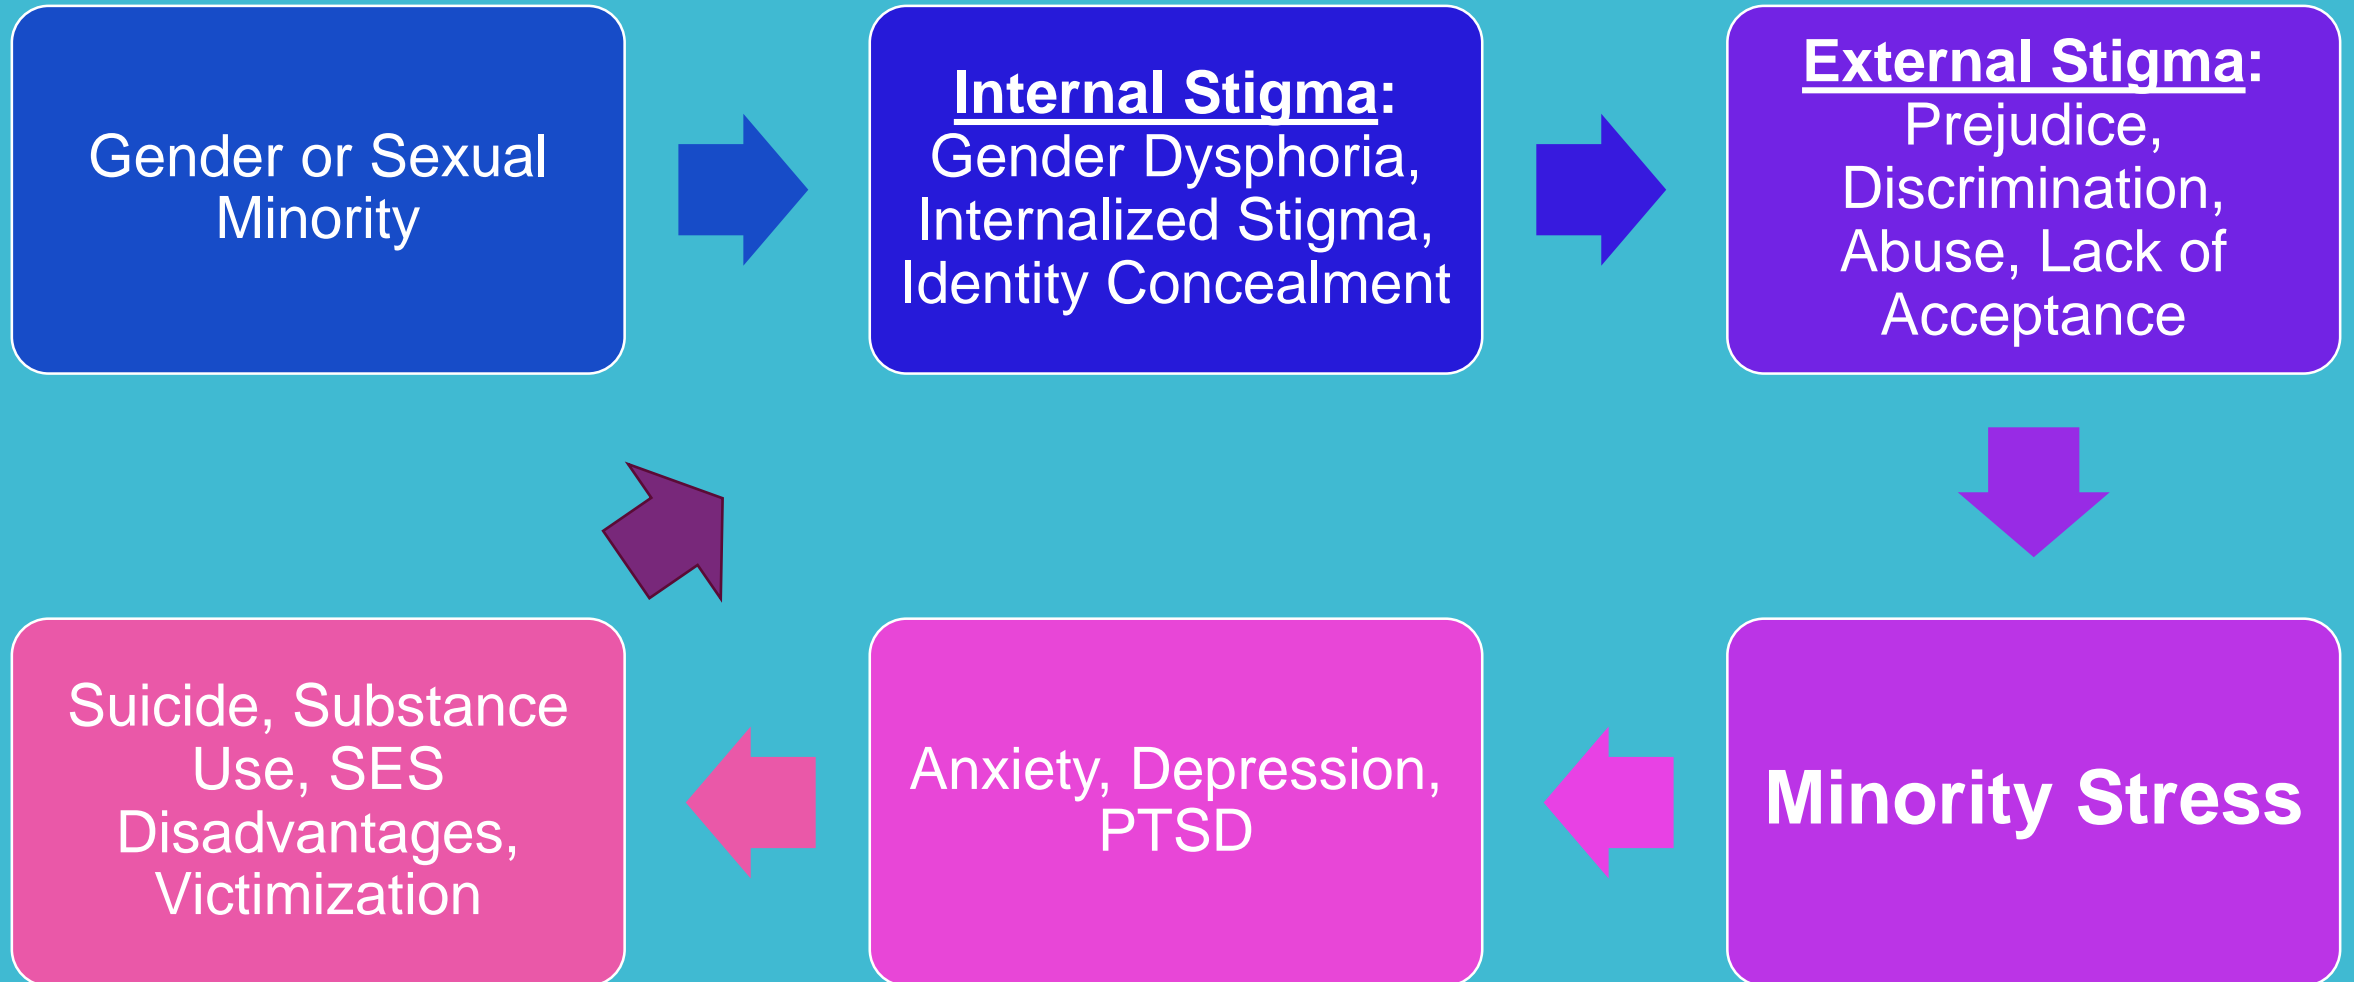 Gender or Sexual
Minority
Internal Stigma:
Gender Dysphoria,
Internalized Stigma,
Identity Concealment
External Stigma:
Prejudice,
Discrimination,
Abuse, Lack of
Acceptance
Suicide, Substance
Use, SES
Disadvantages,
Victimization
Anxiety, Depression,
PTSD
Minority Stress